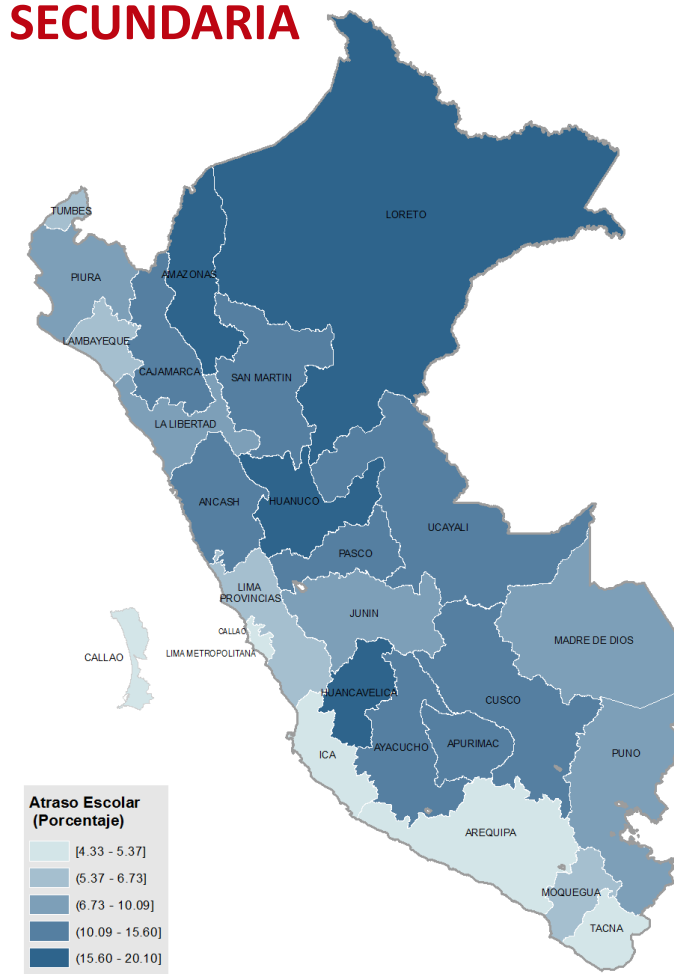 SECUNDARIA
LORETO
TUMBES
AMAZONAS
PIURA
LAMBAYEQUE
CAJAMARCA
SAN MARTIN
LA LIBERTAD
HUANUCO
ANCASH
UCAYALI
PASCO
LIMA
PROVINCIAS
JUNIN
CALLAO
MADRE DE DIOS
LIMA METROPOLITANA
CALLAO
HUANCAVELICA
CUSCO
APURIMAC
AYACUCHO
PUNO
ICA
AREQUIPA
MOQUEGUA
TACNA
Atraso Escolar
(Porcentaje)
[4.33 - 5.37]
(5.37 - 6.73]
(6.73 - 10.09]
(10.09 - 15.60]
(15.60 - 20.10]